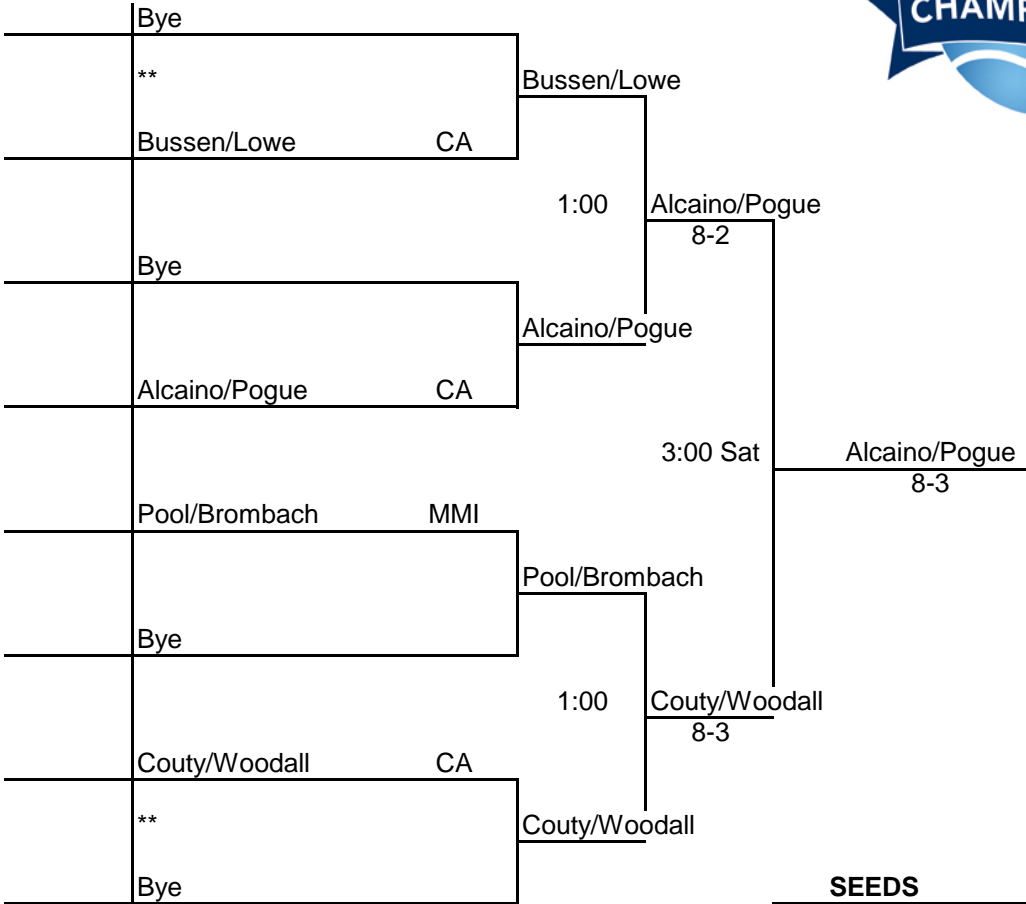 CHAMP
Bye
**
Bussen/Lowe
Bussen/Lowe CA
1:00 Alcaino/Pogue
8-2
Bye
Alcaino/Pogue
Alcaino/Pogue CA
3:00 Sat Alcaino/Pogue
8-3
Pool/Brombach MMI
Pool/Brombach
Bye
1:00 Couty/Woodall
8-3
Couty/Woodall CA
** Couty/Woodall
Bye SEEDS